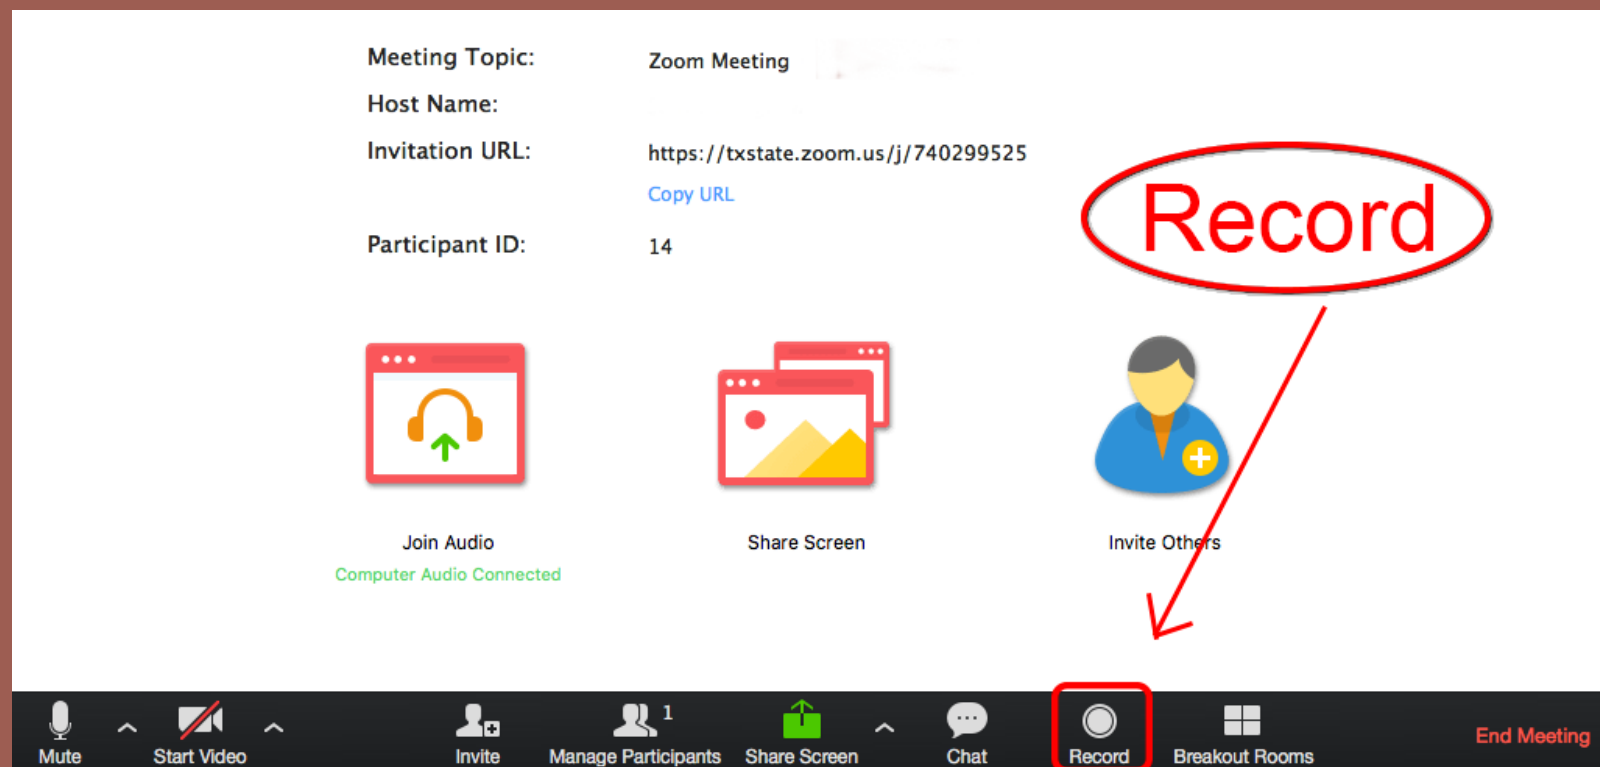 Meeting Topic: Zoom Meeting
Host Name:
Invitation URL: https://txstate.zoom.us/j/740299525
Copy URL
Participant ID: 14
Record
Join Audio
Share Screen
Invite Others
Computer Audio Connected
1
Mute
Start Video
Invite
Manage Participants
Share Screen
Chat
Record
Breakout Rooms
End Meeting